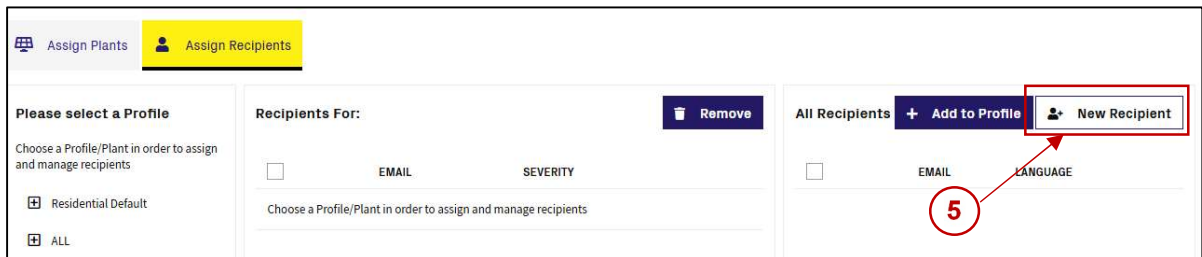 Assign Plants
Assign Recipients
Please select a Profile
Choose a Profile/Plant in order to assign
and manage recipients
Residential Default
ALL
Recipients For:
Remove
EMAIL SEVERITY
Choose a Profile/Plant in order to assign and manage recipients
All Recipients
+ Add to Profile
New Recipient
EMAIL LANGUAGE
5